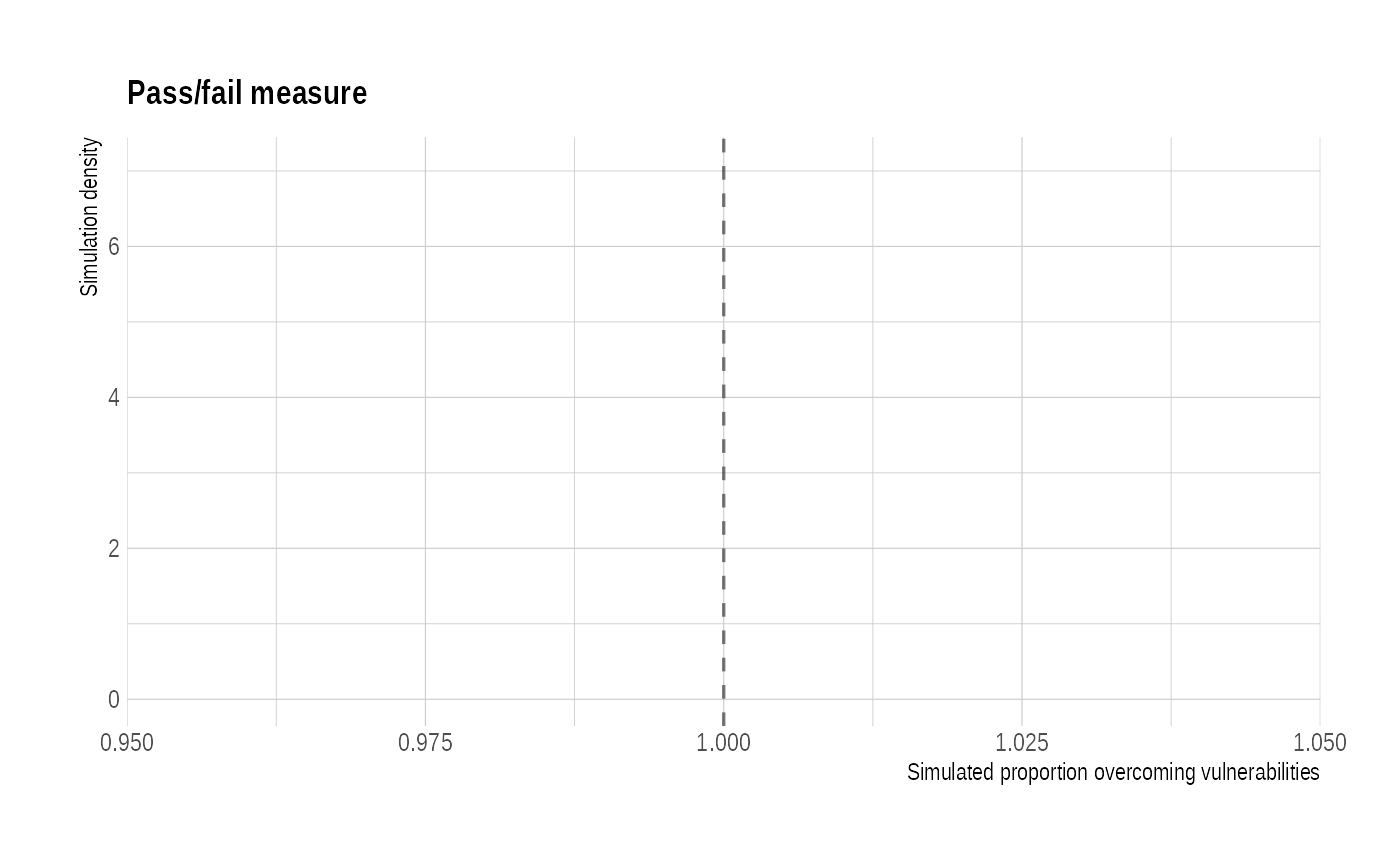 Pass/fail measure
Simulation density
6
4
2
0
0.950 0.975 1.000 1.025 1.050
Simulated proportion overcoming vulnerabilities